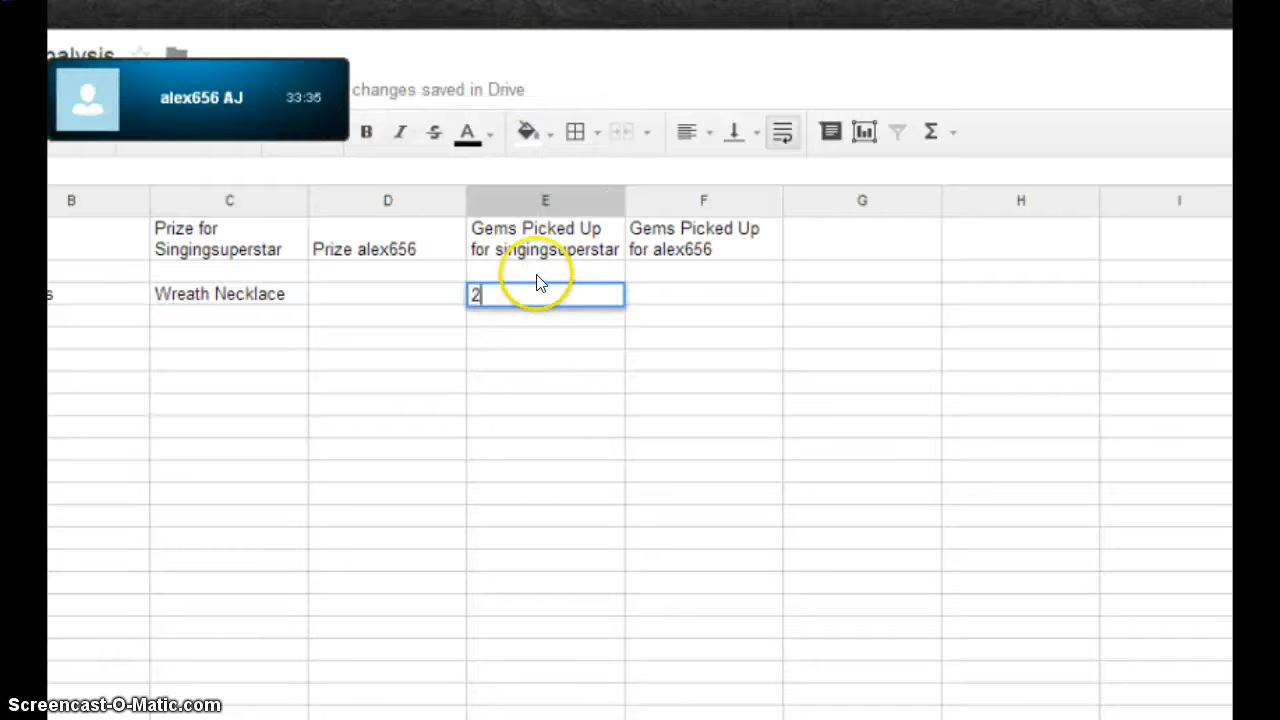 alysis
alex656 AJ 33:35
changes saved in Drive
B I S A Σ
B C D E F G H I
Prize for
Singingsuperstar
Prize alex656
Gems Picked Up
for singingsuperstar
Gems Picked Up
for alex656
s
Wreath Necklace
2
Screencast-O-Matic.com